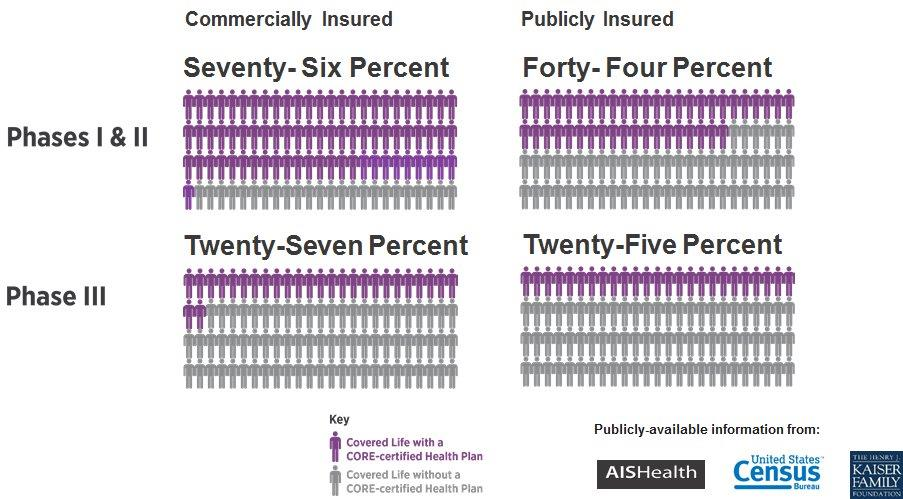 Commercially Insured
Publicly Insured
Seventy- Six Percent
Forty- Four Percent
Phases I & II
Twenty-Seven Percent
Twenty-Five Percent
Phase III
Key
Covered Life with a
CORE-certified Health Plan
Covered Life without a
CORE-certified Health Plan
Publicly-available information from:
AISHealth
United States™
Census
Bureau
THE HENRY J.
KAISER
FAMILY
FOUNDATION